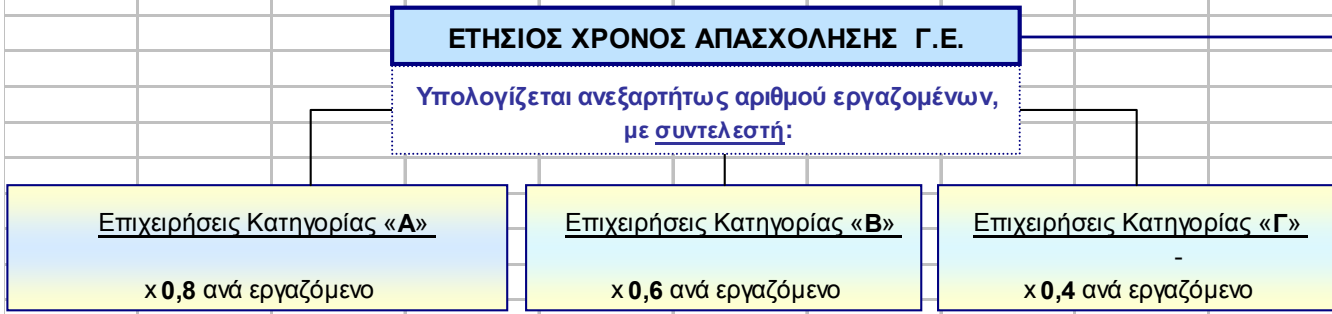 ΕΤΗΣΙΟΣ ΧΡΟΝΟΣ ΑΠΑΣΧΟΛΗΣΗΣ Γ.Ε.
Υπολογίζεται ανεξαρτήτως αριθμού εργαζομένων,
με συντελεστή:
Επιχειρήσεις Κατηγορίας «Α»
x 0,8 ανά εργαζόμενο
Επιχειρήσεις Κατηγορίας «Β»
x 0,6 ανά εργαζόμενο
Επιχειρήσεις Κατηγορίας «Γ»
-
x 0,4 ανά εργαζόμενο